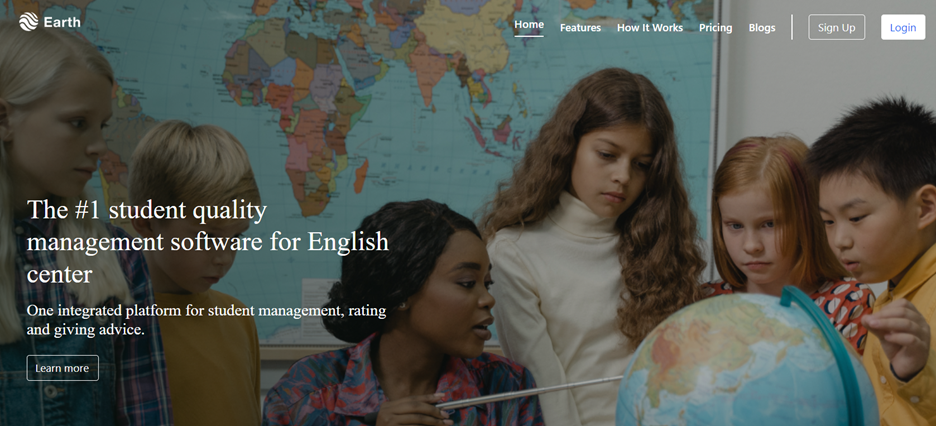 Earth
Home
Features
How It Works
Pricing
Blogs
Sign Up
Login
The #1 student quality
management software for English
center
One integrated platform for student management, rating
and giving advice.
Learn more